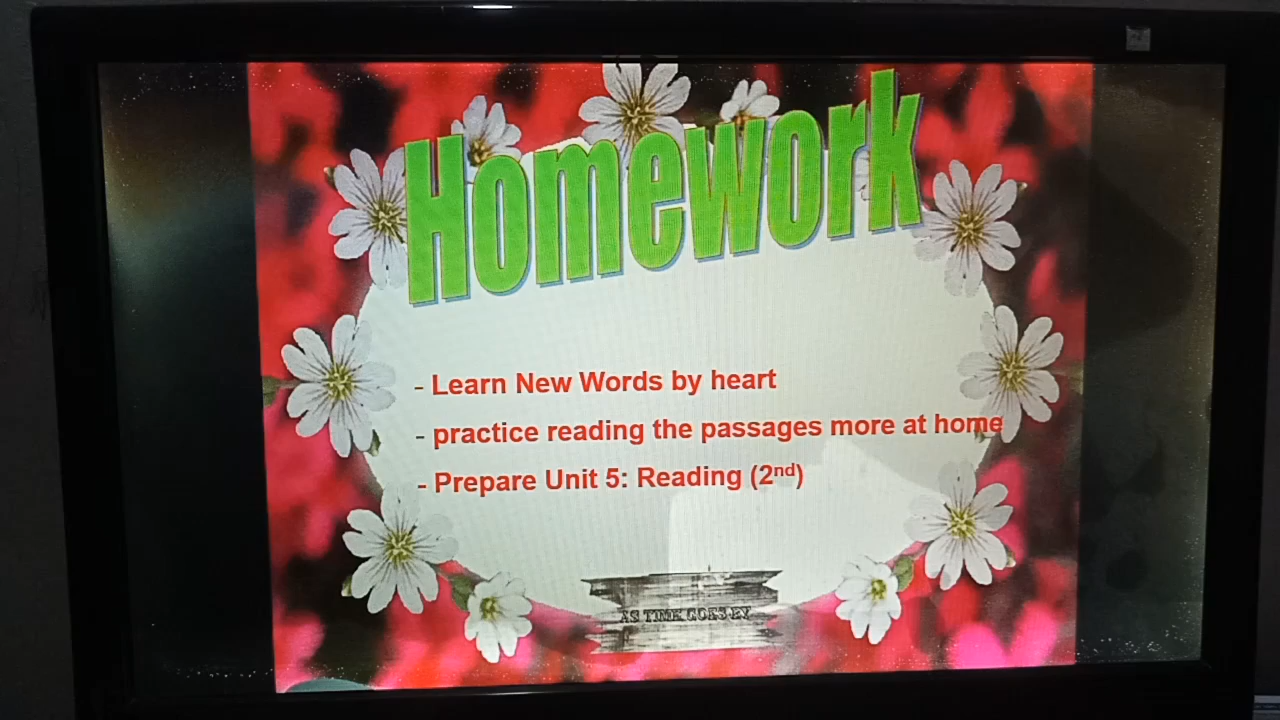 Homework
- Learn New Words by heart
- practice reading the passages more at home
- Prepare Unit 5: Reading (2nd)
AS TIME GOES BY